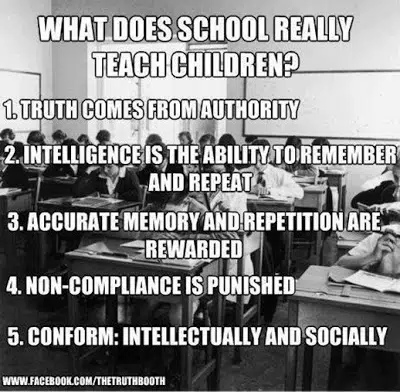 WHAT DOES SCHOOL REALLY
TEACH CHILDREN?
1. TRUTH COMES FROM AUTHORITY
2. INTELLIGENCE IS THE ABILITY TO REMEMBER
AND REPEAT
3. ACCURATE MEMORY AND REPETITION ARE
REWARDED
4. NON-COMPLIANCE IS PUNISHED
5. CONFORM: INTELLECTUALLY AND SOCIALLY
WWW.FACEBOOK.COM/THETRUTHBOOTH